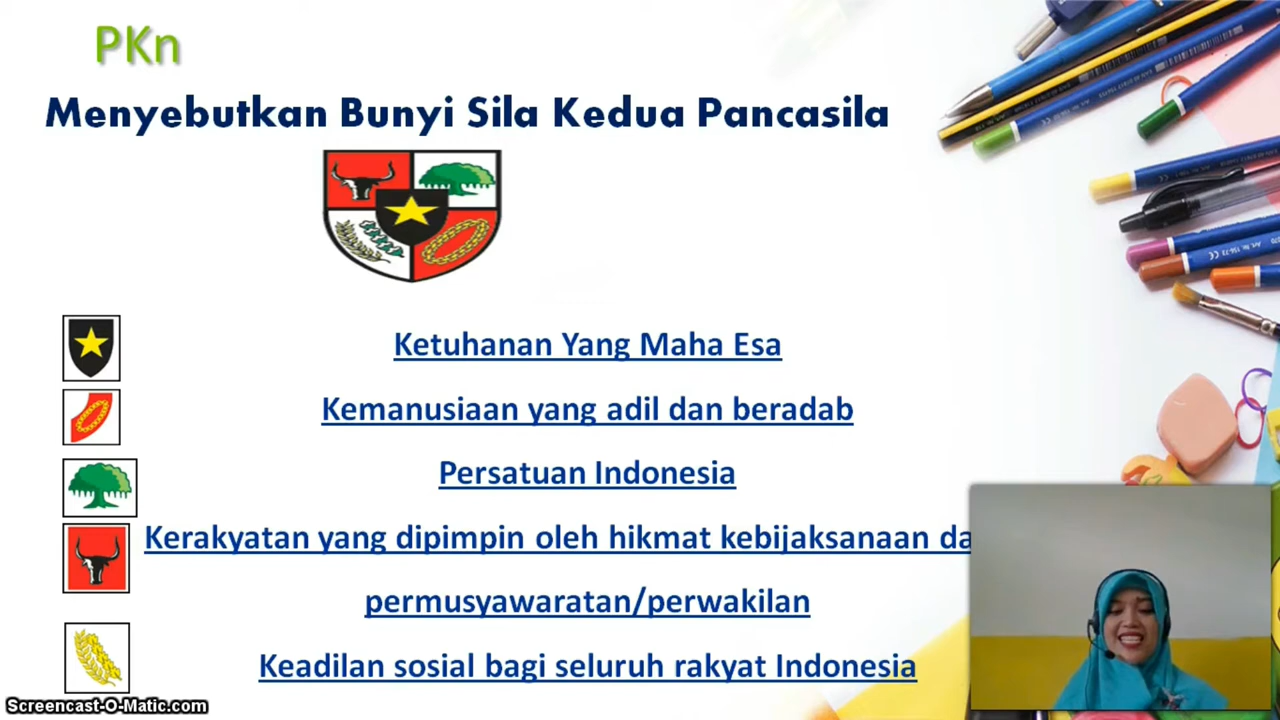 PKn
Menyebutkan Bunyi Sila Kedua Pancasila
Ketuhanan Yang Maha Esa
Kemanusiaan yang adil dan beradab
Persatuan Indonesia
Kerakyatan yang dipimpin oleh hikmat kebijaksanaan da
permusyawaratan/perwakilan
Keadilan sosial bagi seluruh rakyat Indonesia
Screencast-O-Matic.com